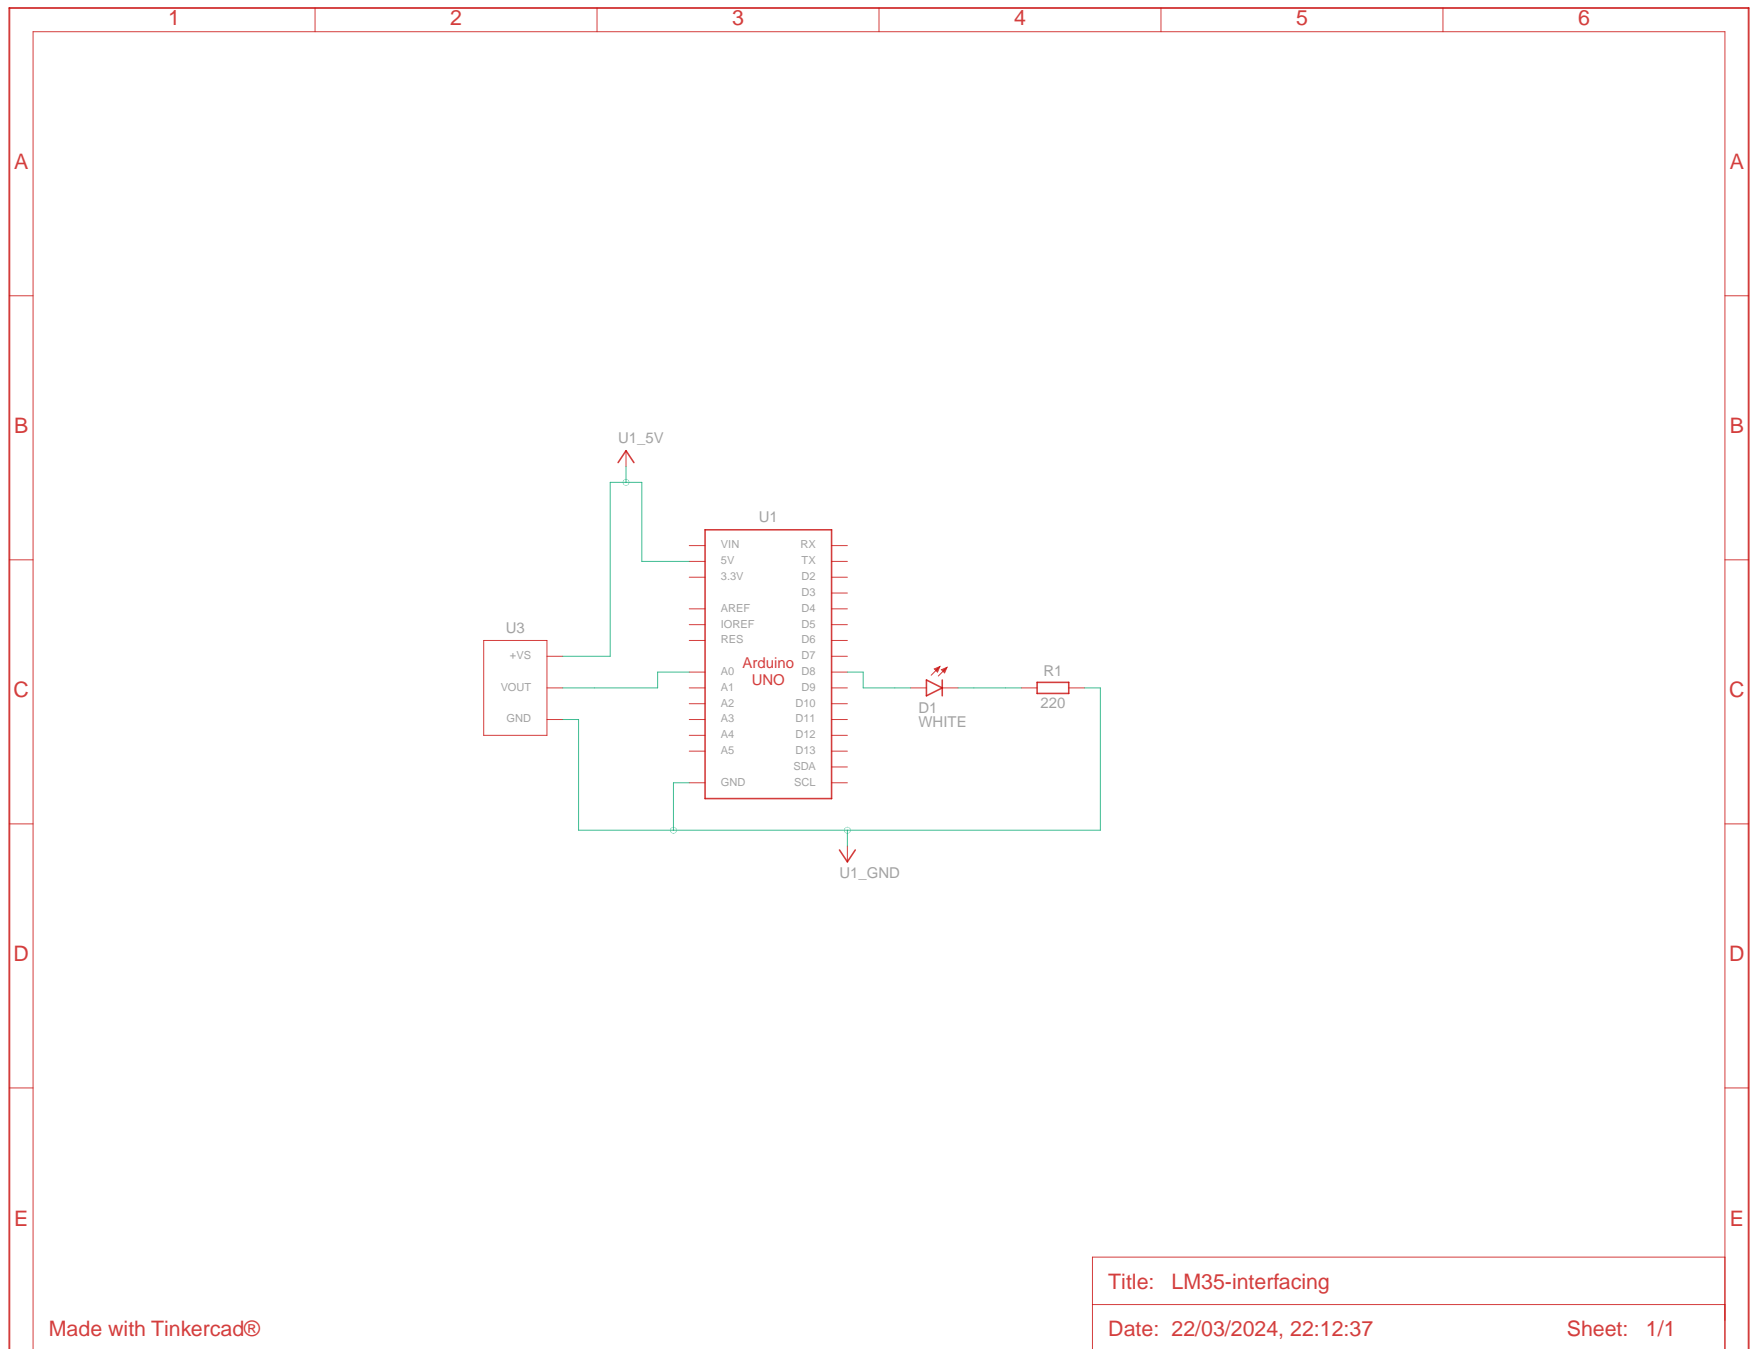 1 2 3 4 5 6
A A
B B
U1_5V
U1
VIN RX
5V TX
3.3V D2
D3
AREF D4
IOREF D5
RES D6
D7
U3
+VS
VOUT
GND
A0 D8
A1 D9
A2 D10
A3 D11
A4 D12
A5 D13
SDA
GND SCL
Arduino
UNO
D1
WHITE
R1
220
C C
U1_GND
D D
E E
Title: LM35-interfacing
Made with Tinkercad® Date: 22/03/2024, 22:12:37 Sheet: 1/1